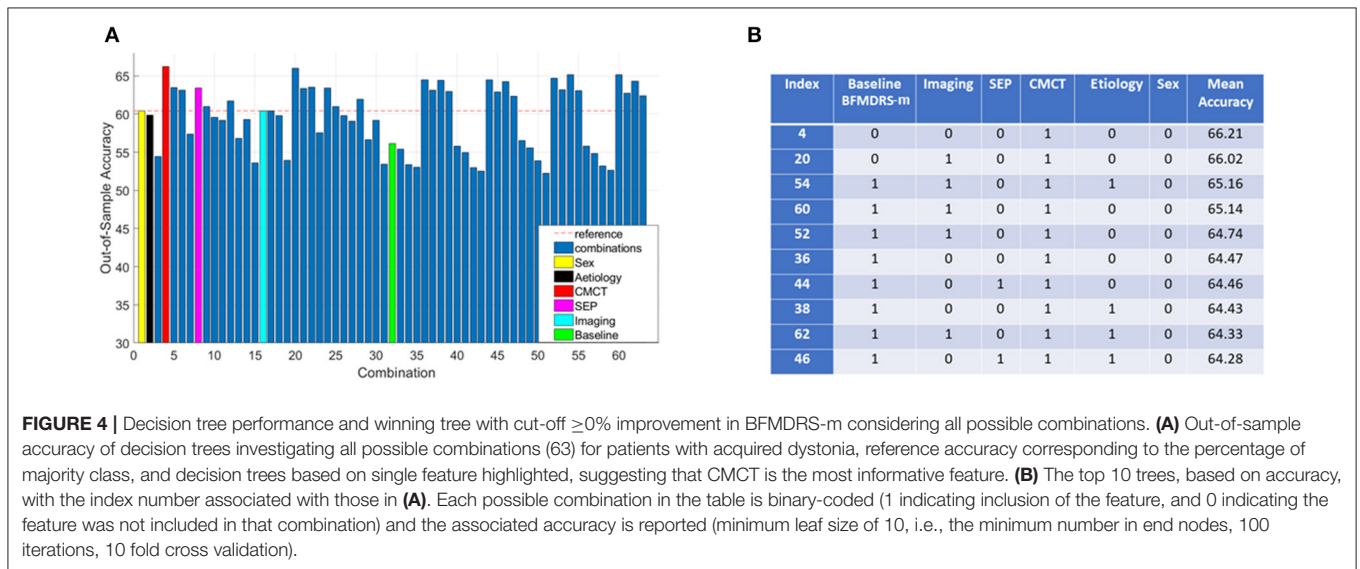 A
Out-of-Sample Accuracy
65
60
55
50
45
40
35
30
0 5 10 15 20 25 30 35 40 45 50 55 60
Combination
reference
combinations
Sex
Aetiology
CMCT
SEP
Imaging
Baseline
B
Index Baseline BFMDRS-m Imaging SEP CMCT Etiology Sex Mean Accuracy
4 0 0 0 1 0 0 66.21
20 0 1 0 1 0 0 66.02
54 1 1 0 1 1 0 65.16
60 1 1 0 1 0 0 65.14
52 1 1 0 1 0 0 64.74
36 1 0 0 1 0 0 64.47
44 1 0 1 1 0 0 64.46
38 1 0 0 1 1 0 64.43
62 1 1 0 1 1 0 64.33
46 1 0 1 1 1 0 64.28
FIGURE 4 | Decision tree performance and winning tree with cut-off ≥0% improvement in BFMDRS-m considering all possible combinations. (A) Out-of-sample
accuracy of decision trees investigating all possible combinations (63) for patients with acquired dystonia, reference accuracy corresponding to the percentage of
majority class, and decision trees based on single feature highlighted, suggesting that CMCT is the most informative feature. (B) The top 10 trees, based on accuracy,
with the index number associated with those in (A). Each possible combination in the table is binary-coded (1 indicating inclusion of the feature, and 0 indicating the
feature was not included in that combination) and the associated accuracy is reported (minimum leaf size of 10, i.e., the minimum number in end nodes, 100
iterations, 10 fold cross validation).